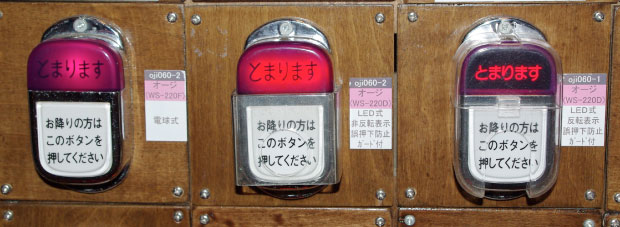 とまります
お降りの方は
このボタンを
押してください
oji060-2
オージ
(WS-220F)
電球式
とまります
お降りの方は
このボタンを
押してください
oji060-2
オージ
(WS-220D)
LED式
非反転表示
誤押下防止
ガード付
とまります
お降りの方は
このボタンを
押してください
oji060-1
オージ
(WS-220D)
LED式
反転表示
誤押下防止
ガード付